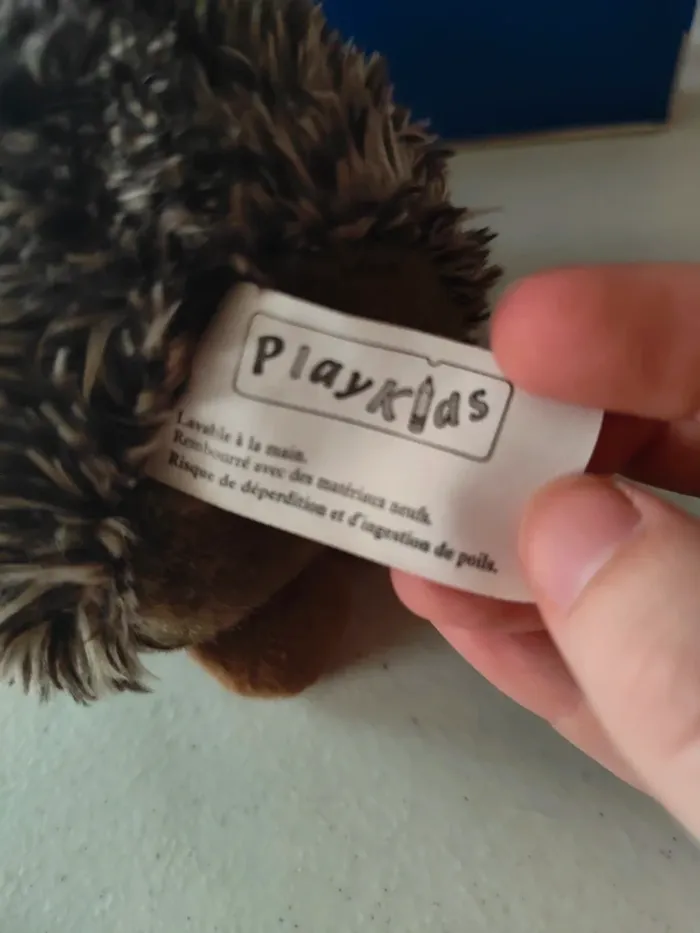 PlayKids
Lavable à la main.
Rembourré avec des matériaux neufs.
Risque de déperdition et d'ingestion de poils.